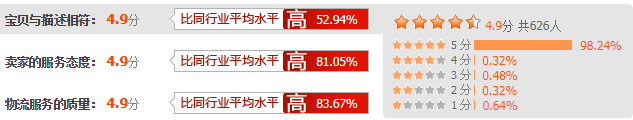 宝贝与描述相符： 4.9分 比同行业平均水平 高 52.94%
卖家的服务态度： 4.9分 比同行业平均水平 高 81.05%
物流服务的质量： 4.9分 比同行业平均水平 高 83.67%
4.9分 共626人
5分 98.24%
4分 0.32%
3分 0.48%
2分 0.32%
1分 0.64%